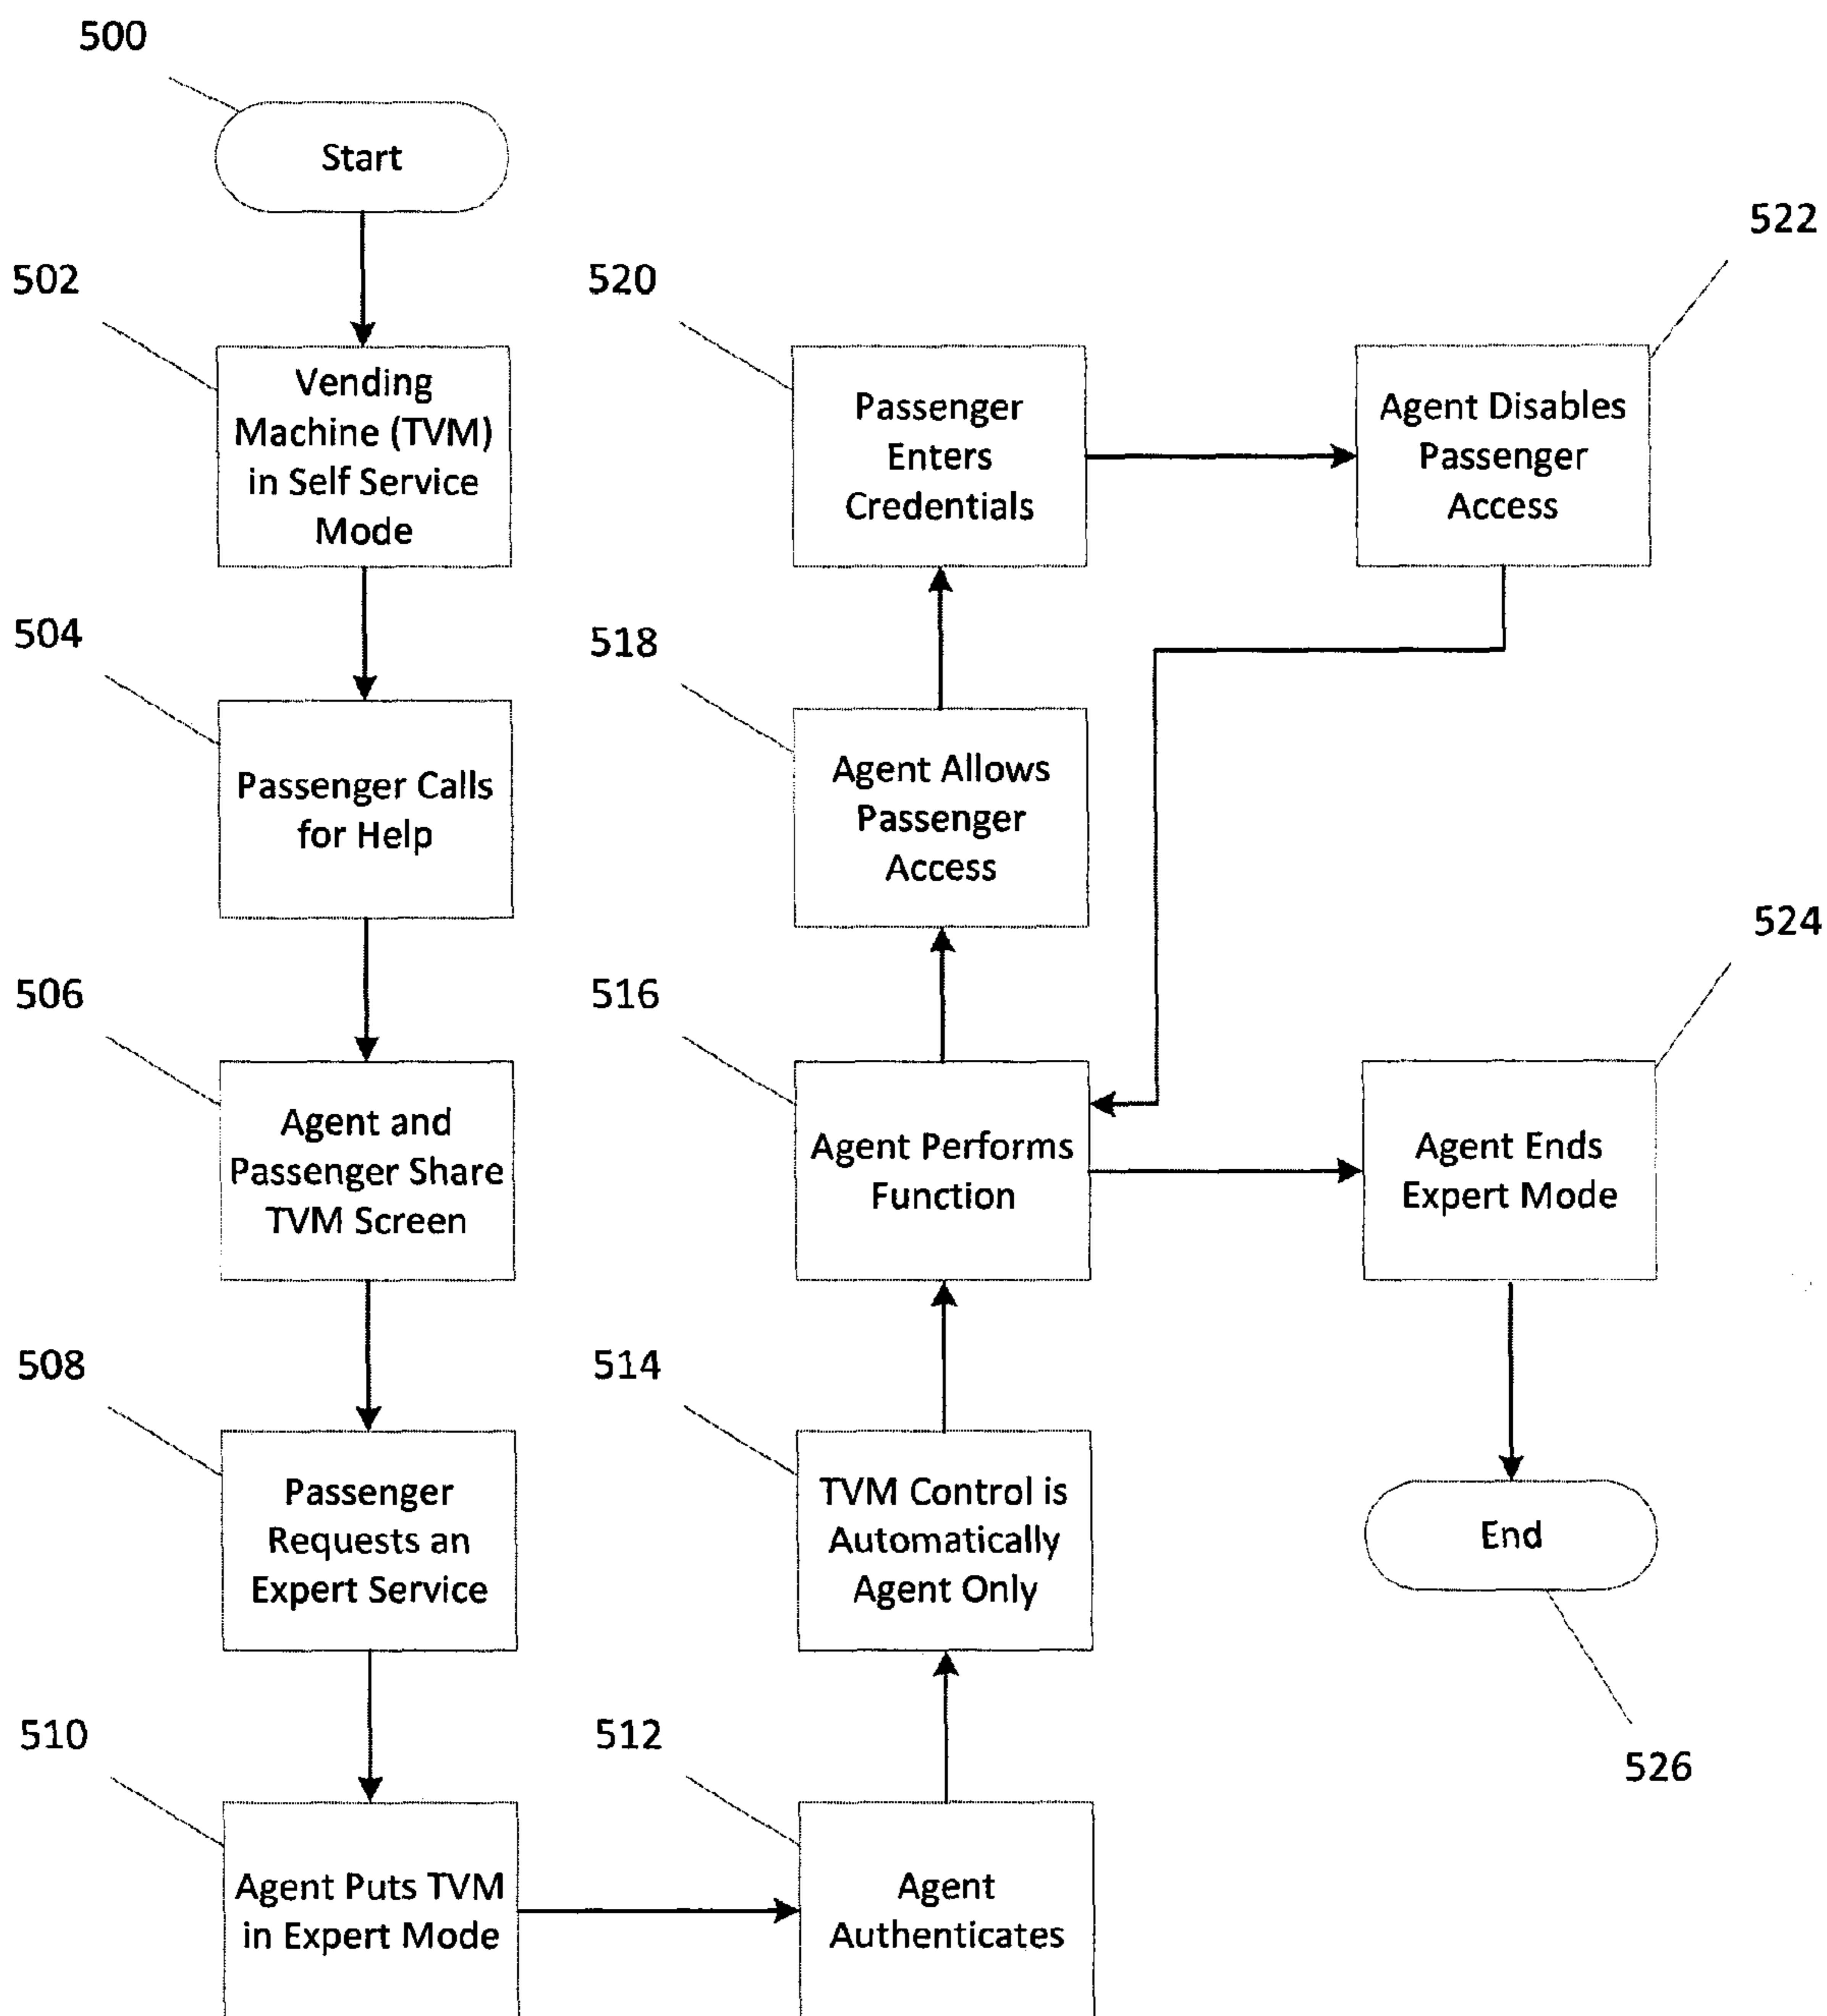 500
Start
502
Vending
Machine (TVM)
in Self Service
Mode
504
Passenger Calls
for Help
506
Agent and
Passenger Share
TVM Screen
508
Passenger
Requests an
Expert Service
510
Agent Puts TVM
in Expert Mode
512
Agent
Authenticates
514
TVM Control is
Automatically
Agent Only
516
Agent Performs
Function
518
Agent Allows
Passenger
Access
520
Passenger
Enters
Credentials
522
Agent Disables
Passenger
Access
524
Agent Ends
Expert Mode
End
526